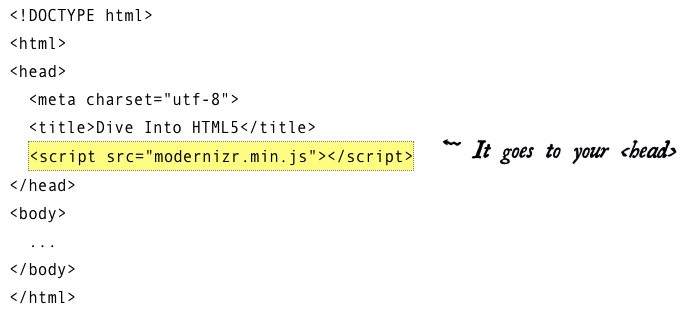 <!DOCTYPE html>
<html>
<head>
<meta charset="utf-8">
<title>Dive Into HTML5</title>
<script src="modernizr.min.js"></script>
It goes to your <head>
</head>
<body>
...
</body>
</html>